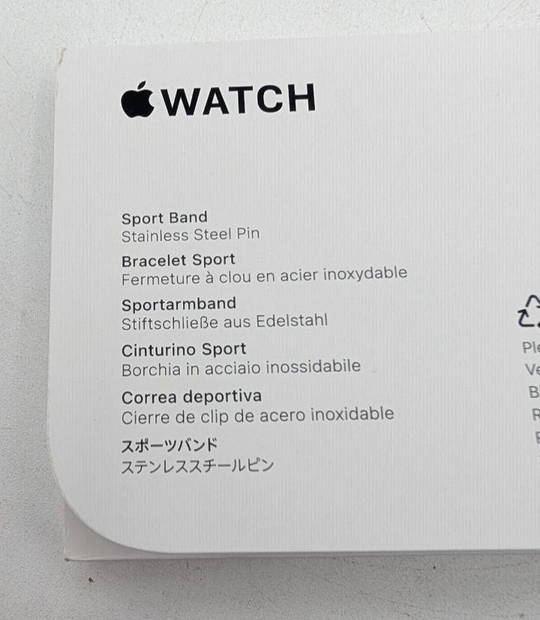 WATCH
Sport Band
Stainless Steel Pin
Bracelet Sport
Fermeture à clou en acier inoxydable
Sportarmband
Stiftschließe aus Edelstahl
Cinturino Sport
Borchia in acciaio inossidabile
Correa deportiva
Cierre de clip de acero inoxidable
スポーツバンド
ステンレススチールピン